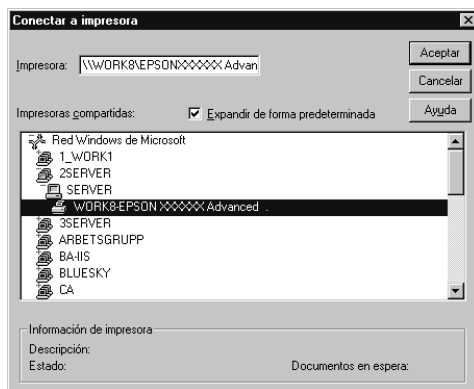 Conectar a impresora
Impresora: \\WORK8\EPSONXXXXXX Advan
Aceptar
Cancelar
Ayuda
Impresoras compartidas: Expandir de forma predeterminada
Red Windows de Microsoft
1_WORK1
2SERVER
SERVER
WORK8-EPSON XXXXXX Advanced .
3SERVER
ARBETSGRUPP
BA-IIS
BLUESKY
CA
Información de impresora
Descripción:
Estado: Documentos en espera: